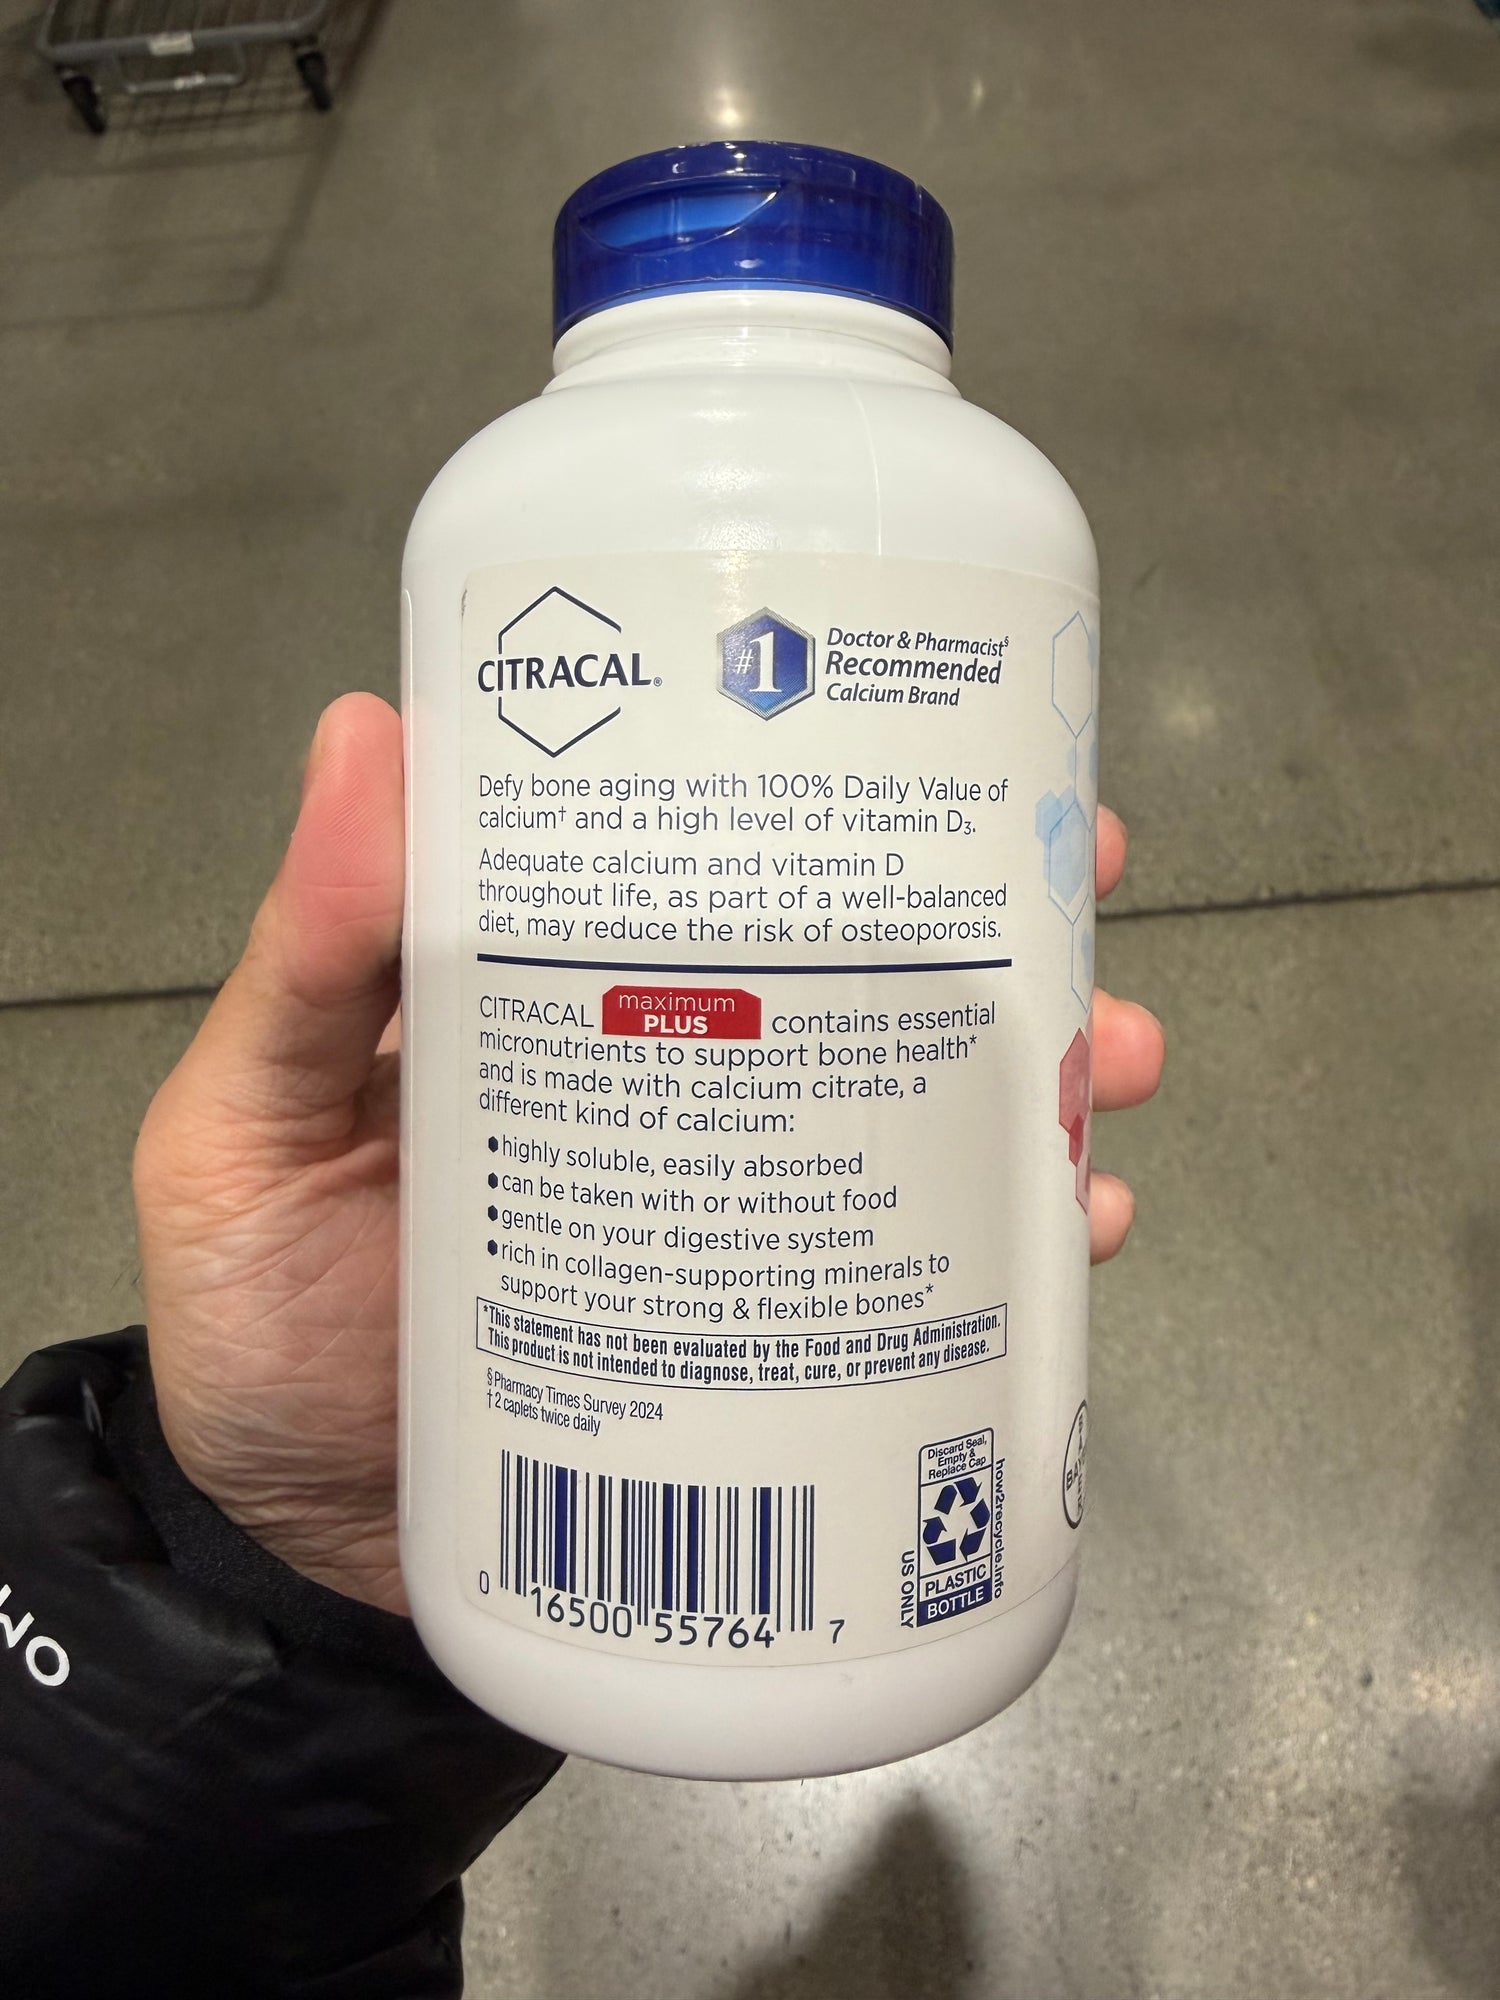 CITRACAL®
#1
Doctor & Pharmacist§
Recommended
Calcium Brand
Defy bone aging with 100% Daily Value of
calcium† and a high level of vitamin D₃.
Adequate calcium and vitamin D
throughout life, as part of a well-balanced
diet, may reduce the risk of osteoporosis.
CITRACAL maximum PLUS contains essential
micronutrients to support bone health*
and is made with calcium citrate, a
different kind of calcium:
highly soluble, easily absorbed
can be taken with or without food
gentle on your digestive system
rich in collagen-supporting minerals to
support your strong & flexible bones*
*This statement has not been evaluated by the Food and Drug Administration.
This product is not intended to diagnose, treat, cure, or prevent any disease.
§Pharmacy Times Survey 2024
†2 caplets twice daily
0 16500 55764 7
Discard Seal,
Empty &
Replace Cap
PLASTIC
BOTTLE
US ONLY
how2recycle.info